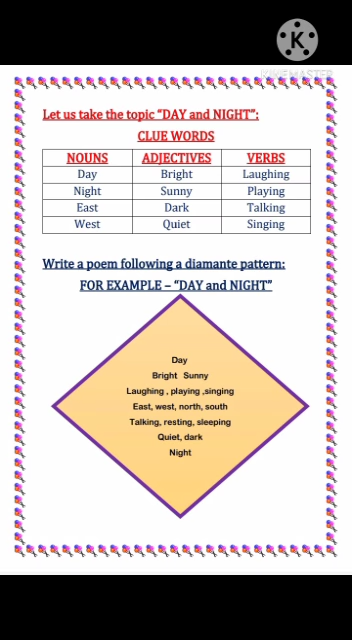 K
KINEMASTER
Let us take the topic “DAY and NIGHT”:
CLUE WORDS
NOUNS ADJECTIVES VERBS
Day Bright Laughing
Night Sunny Playing
East Dark Talking
West Quiet Singing
Write a poem following a diamante pattern:
FOR EXAMPLE – “DAY and NIGHT”
Day
Bright Sunny
Laughing , playing ,singing
East, west, north, south
Talking, resting, sleeping
Quiet, dark
Night